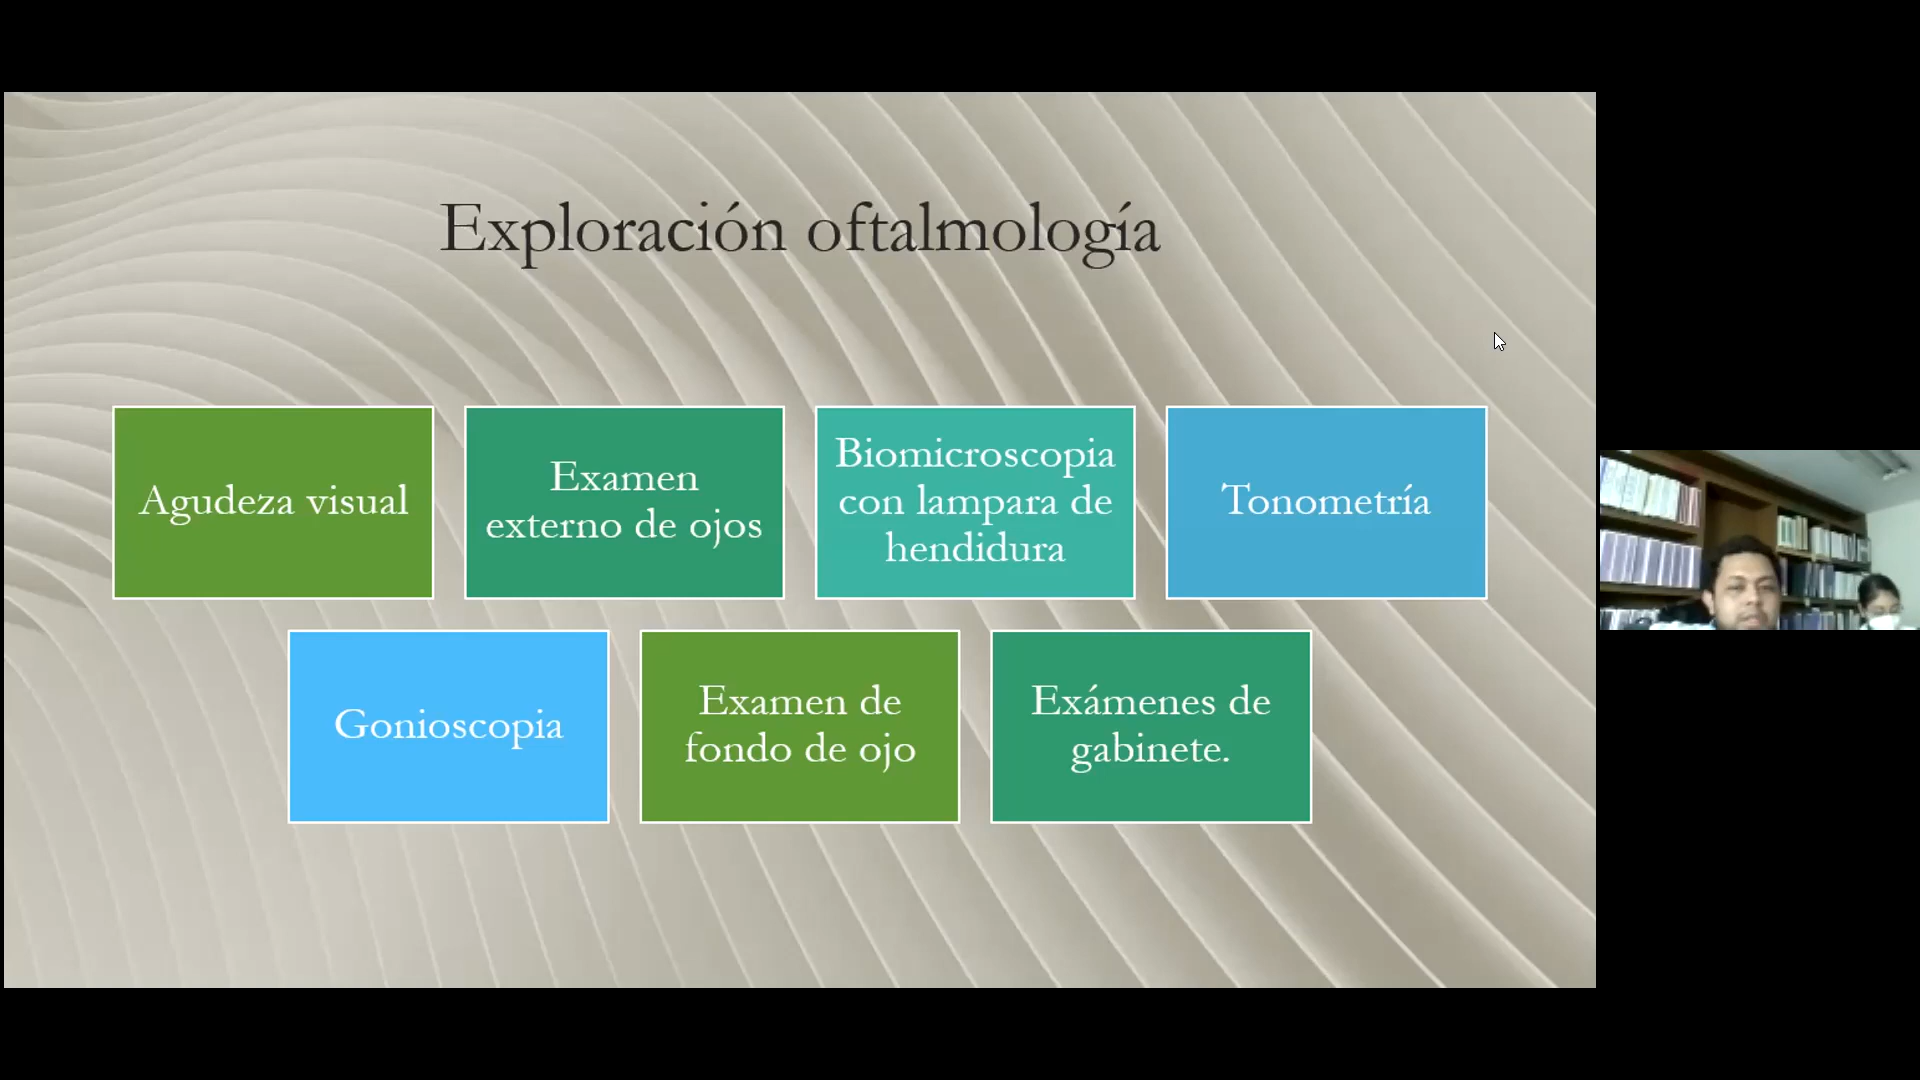 Exploración oftalmología
Agudeza visual
Examen
externo de ojos
Biomicroscopia
con lampara de
hendidura
Tonometría
Gonioscopia
Examen de
fondo de ojo
Exámenes de
gabinete.